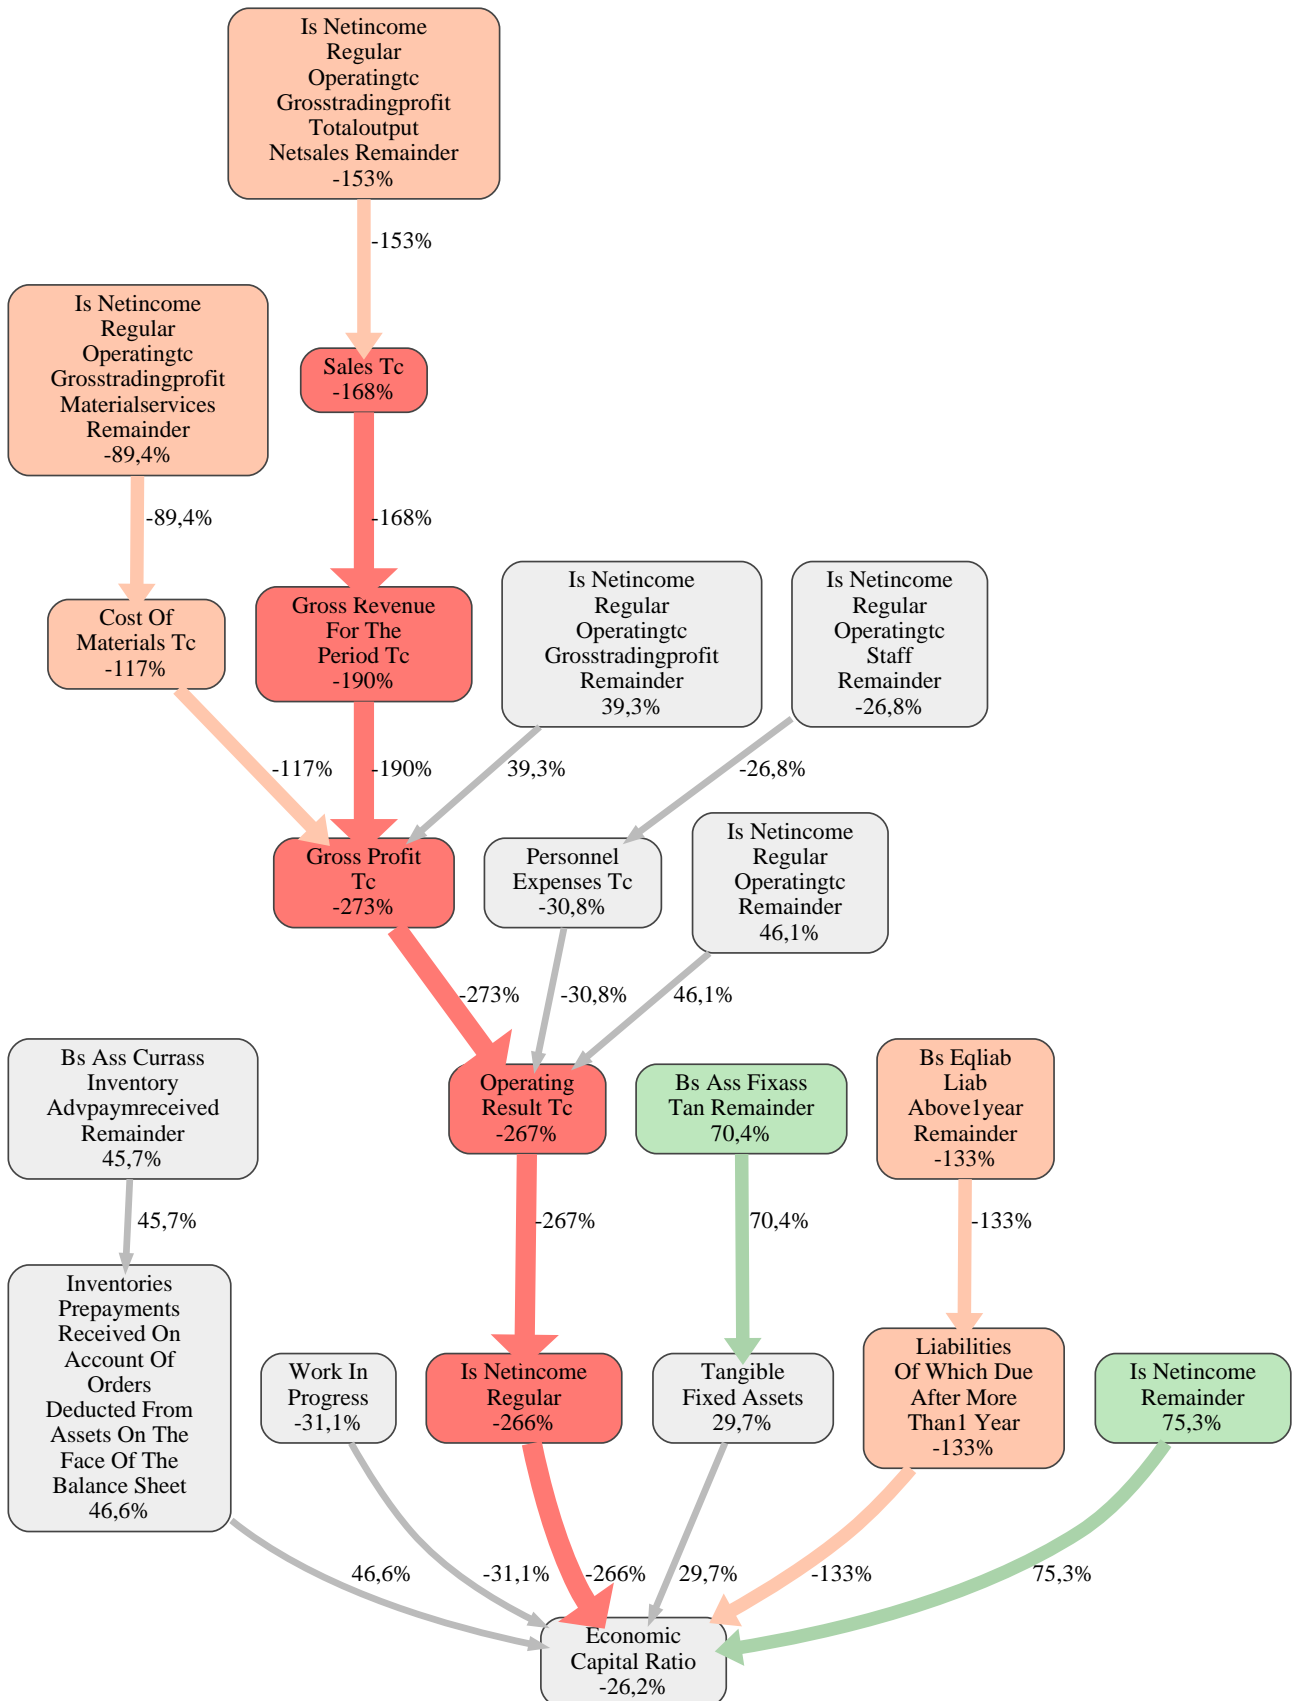 Is Netincome
Regular
Operatingtc
Grosstradingprofit
Totaloutput
Netsales Remainder
-153%
-153%
Is Netincome
Regular
Operatingtc
Grosstradingprofit
Materialservices
Remainder
-89,4%
Sales Tc
-168%
-89,4%
-168%
Cost Of
Materials Tc
-117%
Gross Revenue
For The
Period Tc
-190%
Is Netincome
Regular
Operatingtc
Grosstradingprofit
Remainder
39,3%
Is Netincome
Regular
Operatingtc
Staff
Remainder
-26,8%
-117%
-190%
39,3%
-26,8%
Gross Profit
Tc
-273%
Personnel
Expenses Tc
-30,8%
Is Netincome
Regular
Operatingtc
Remainder
46,1%
-273%
-30,8%
46,1%
Bs Ass Currass
Inventory
Advpaymreceived
Remainder
45,7%
Operating
Result Tc
-267%
Bs Ass Fixass
Tan Remainder
70,4%
Bs Eqliab
Liab
Above1year
Remainder
-133%
45,7%
-267%
70,4%
-133%
Inventories
Prepayments
Received On
Account Of
Orders
Deducted From
Assets On The
Face Of The
Balance Sheet
46,6%
Work In
Progress
-31,1%
Is Netincome
Regular
-266%
Tangible
Fixed Assets
29,7%
Liabilities
Of Which Due
After More
Than1 Year
-133%
Is Netincome
Remainder
75,3%
46,6%
-31,1%
-266%
29,7%
-133%
75,3%
Economic
Capital Ratio
-26,2%